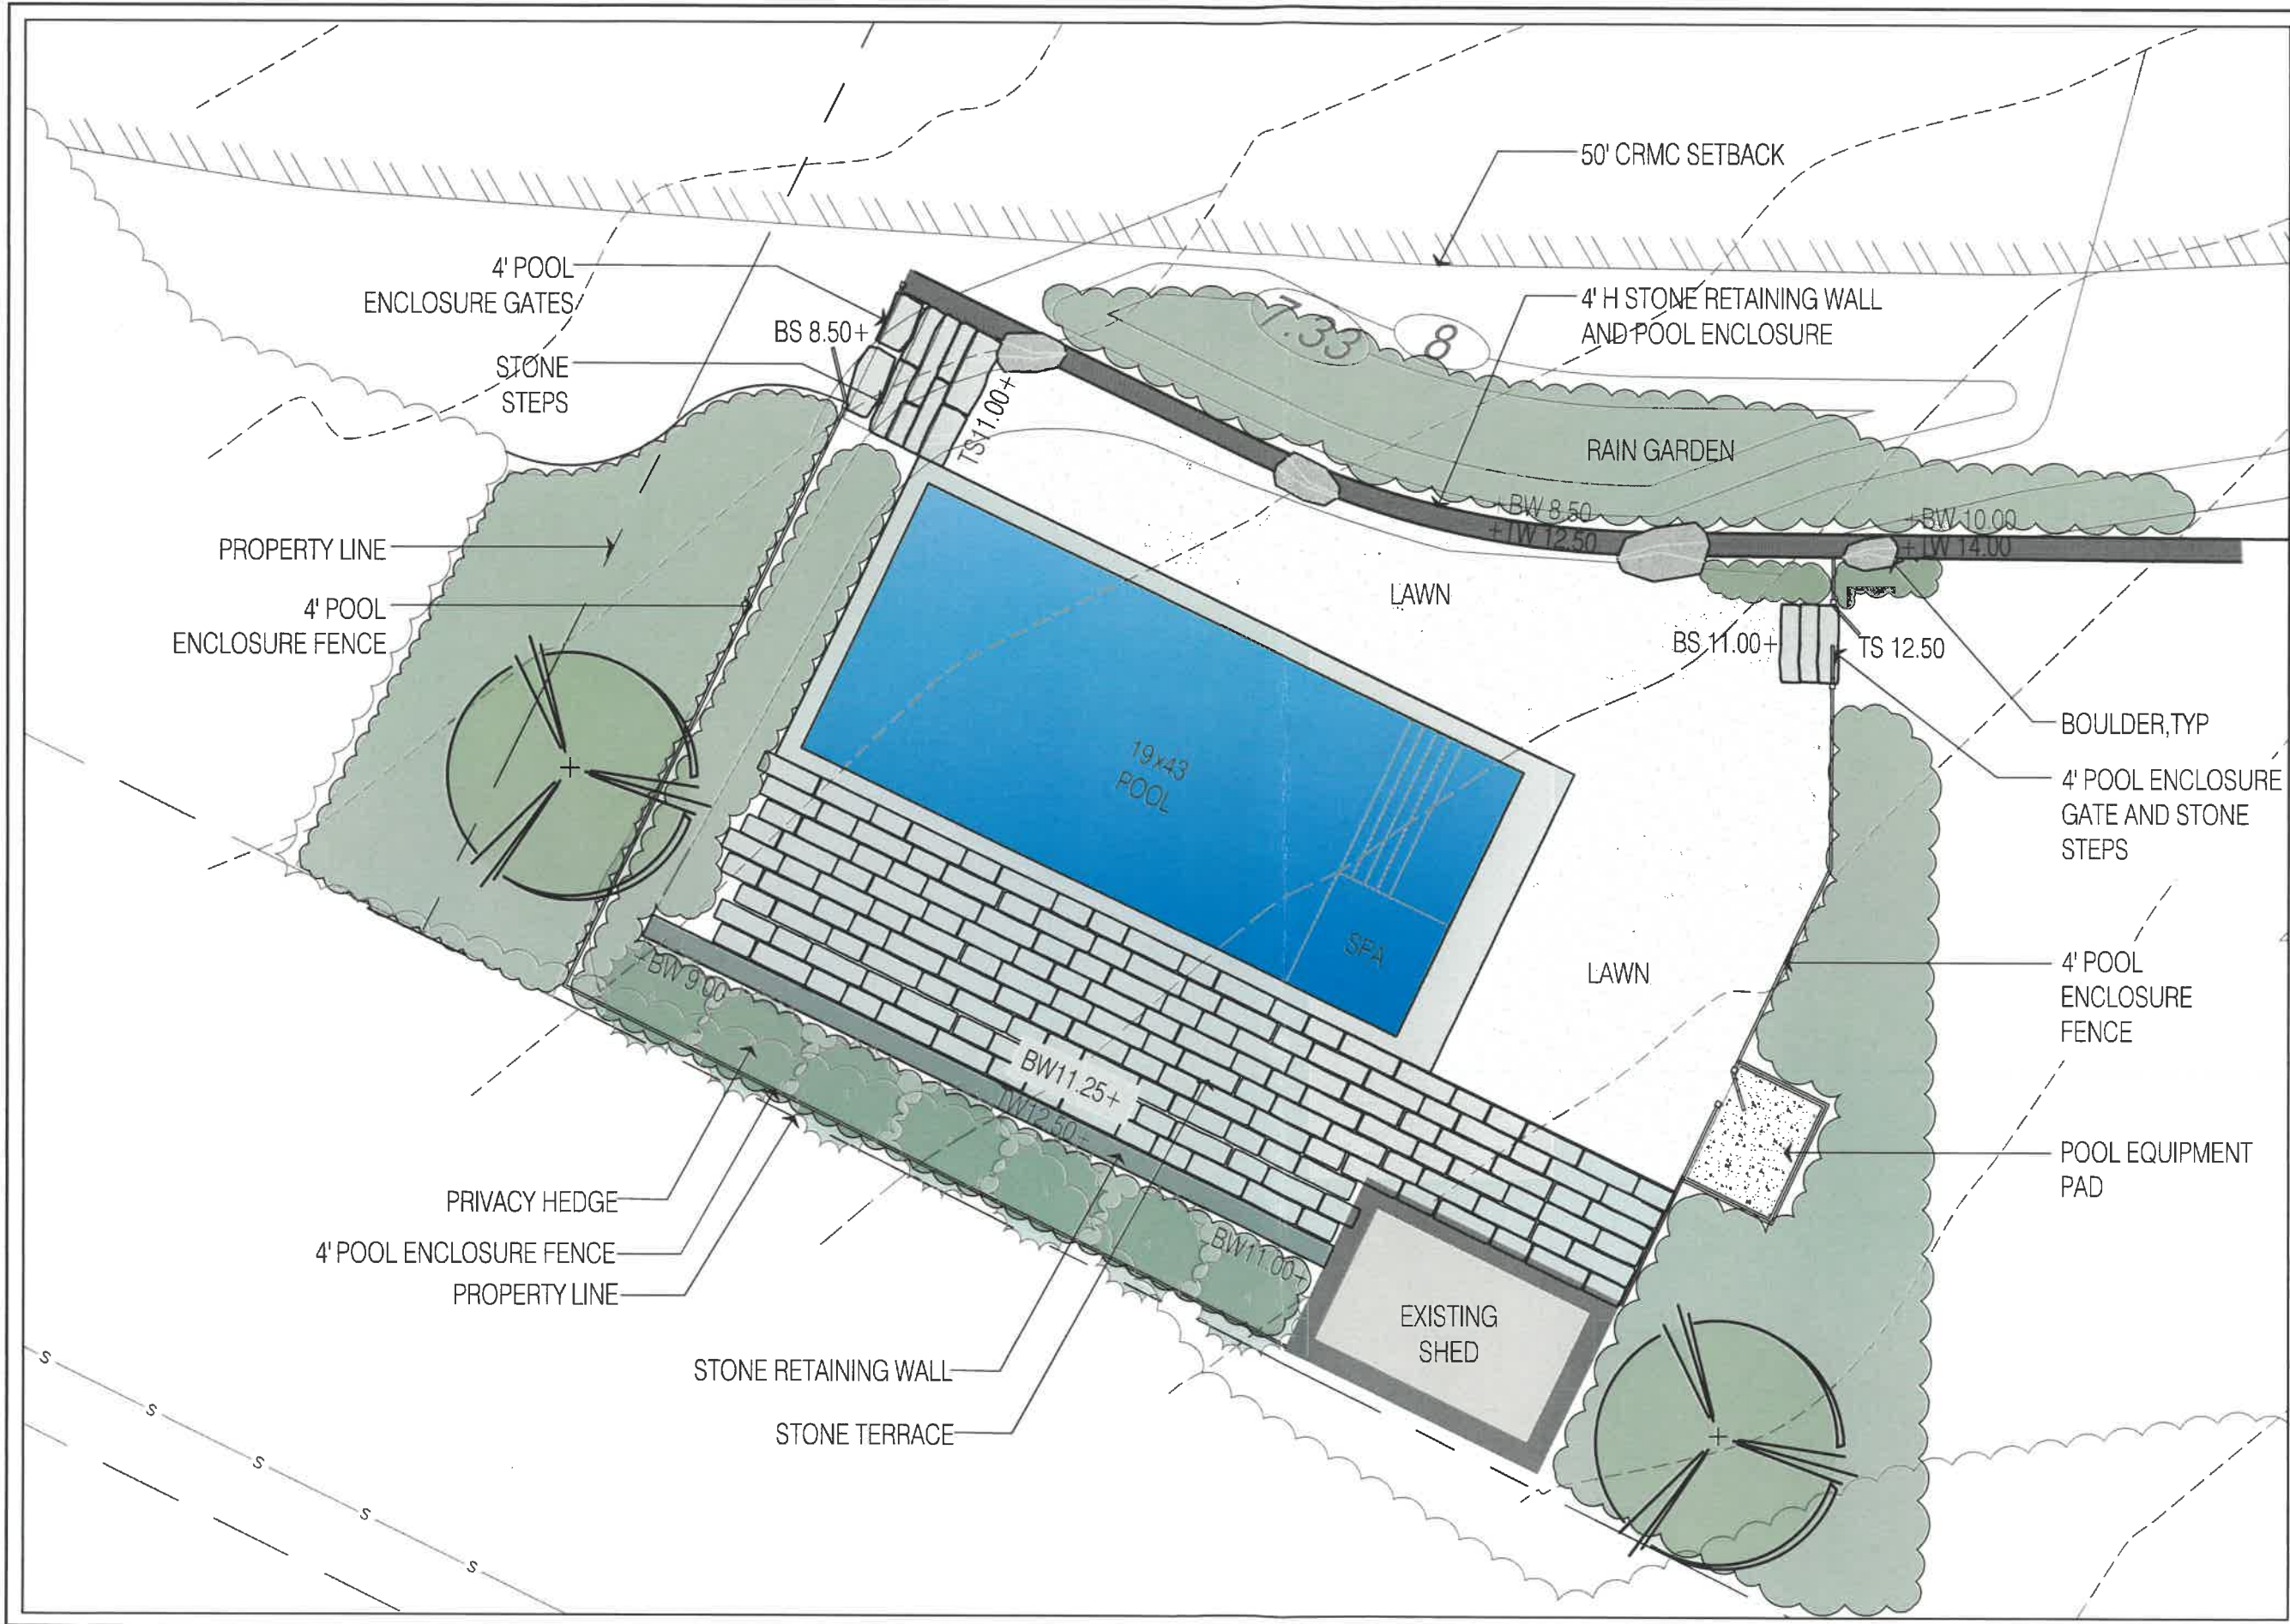 50' CRMC SETBACK
4' POOL
ENCLOSURE GATES
4' H STONE RETAINING WALL
AND POOL ENCLOSURE
7.33
8
BS 8.50+
STONE
STEPS
TS 11.00+
RAIN GARDEN
+BW 8.50
+TW 12.50
+BW 10.00
+TW 14.00
PROPERTY LINE
LAWN
4' POOL
ENCLOSURE FENCE
BS 11.00+
TS 12.50
BOULDER,TYP
19x43
POOL
4' POOL ENCLOSURE
GATE AND STONE
STEPS
SPA
LAWN
4' POOL
ENCLOSURE
FENCE
+BW 9.00
BW11.25+
TW12.50+
POOL EQUIPMENT
PAD
PRIVACY HEDGE
4' POOL ENCLOSURE FENCE
BW11.00+
PROPERTY LINE
EXISTING
SHED
STONE RETAINING WALL
STONE TERRACE
S
S
S
S
S